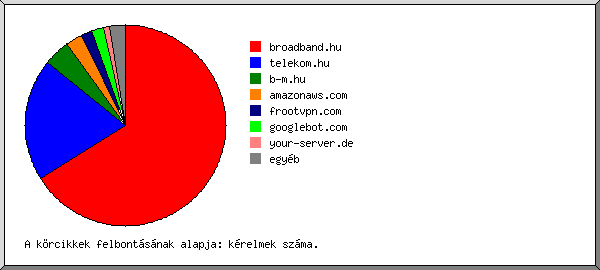 broadband.hu
telekom.hu
b-m.hu
amazonaws.com
frootvpn.com
googlebot.com
your-server.de
egyéb
A körcikkek felbontásának alapja: kérelmek száma.